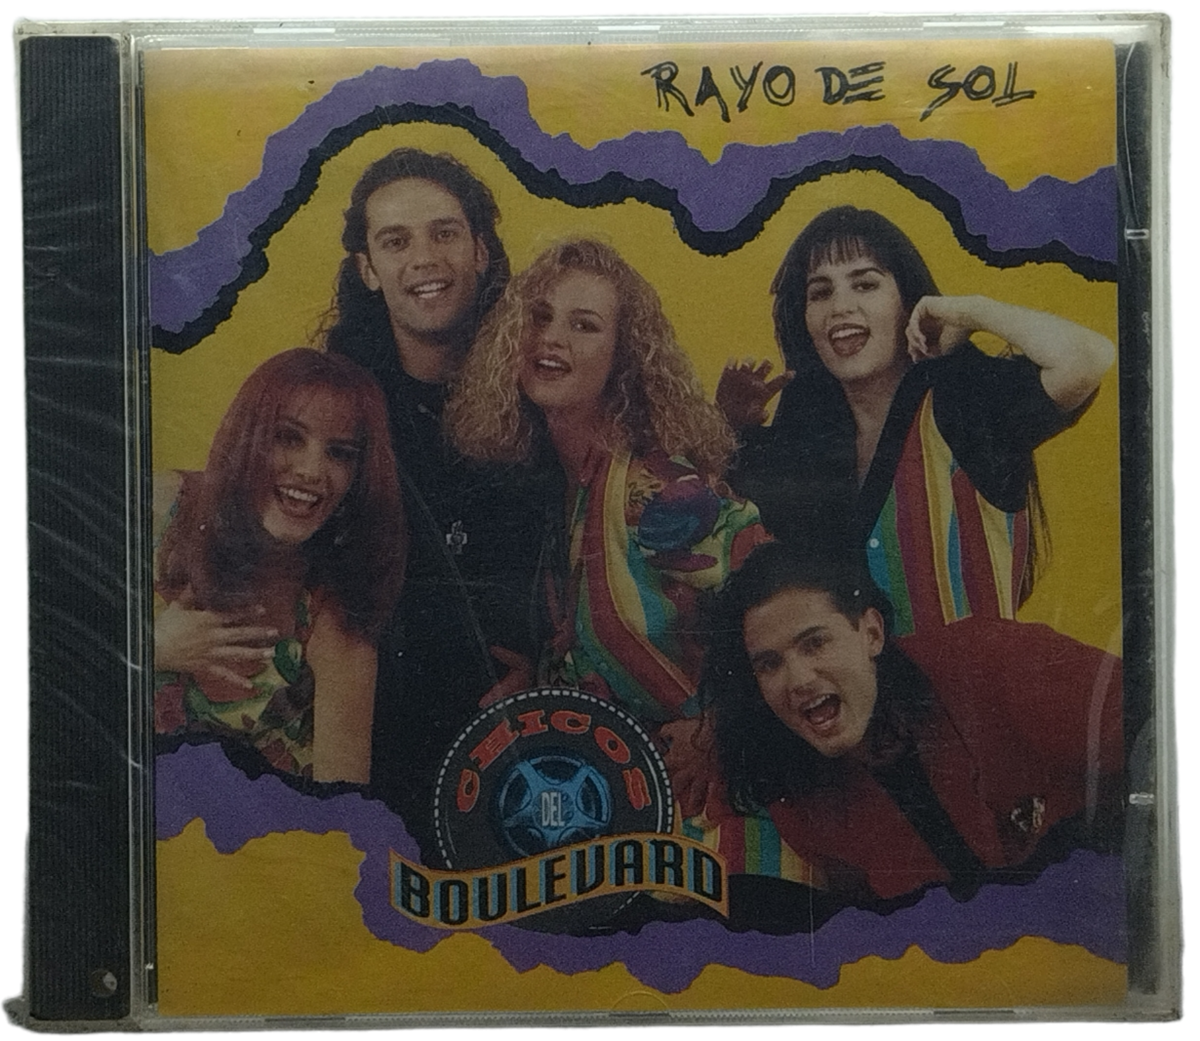 RAYO DE SOL
CHICOS
DEL
BOULEVARD